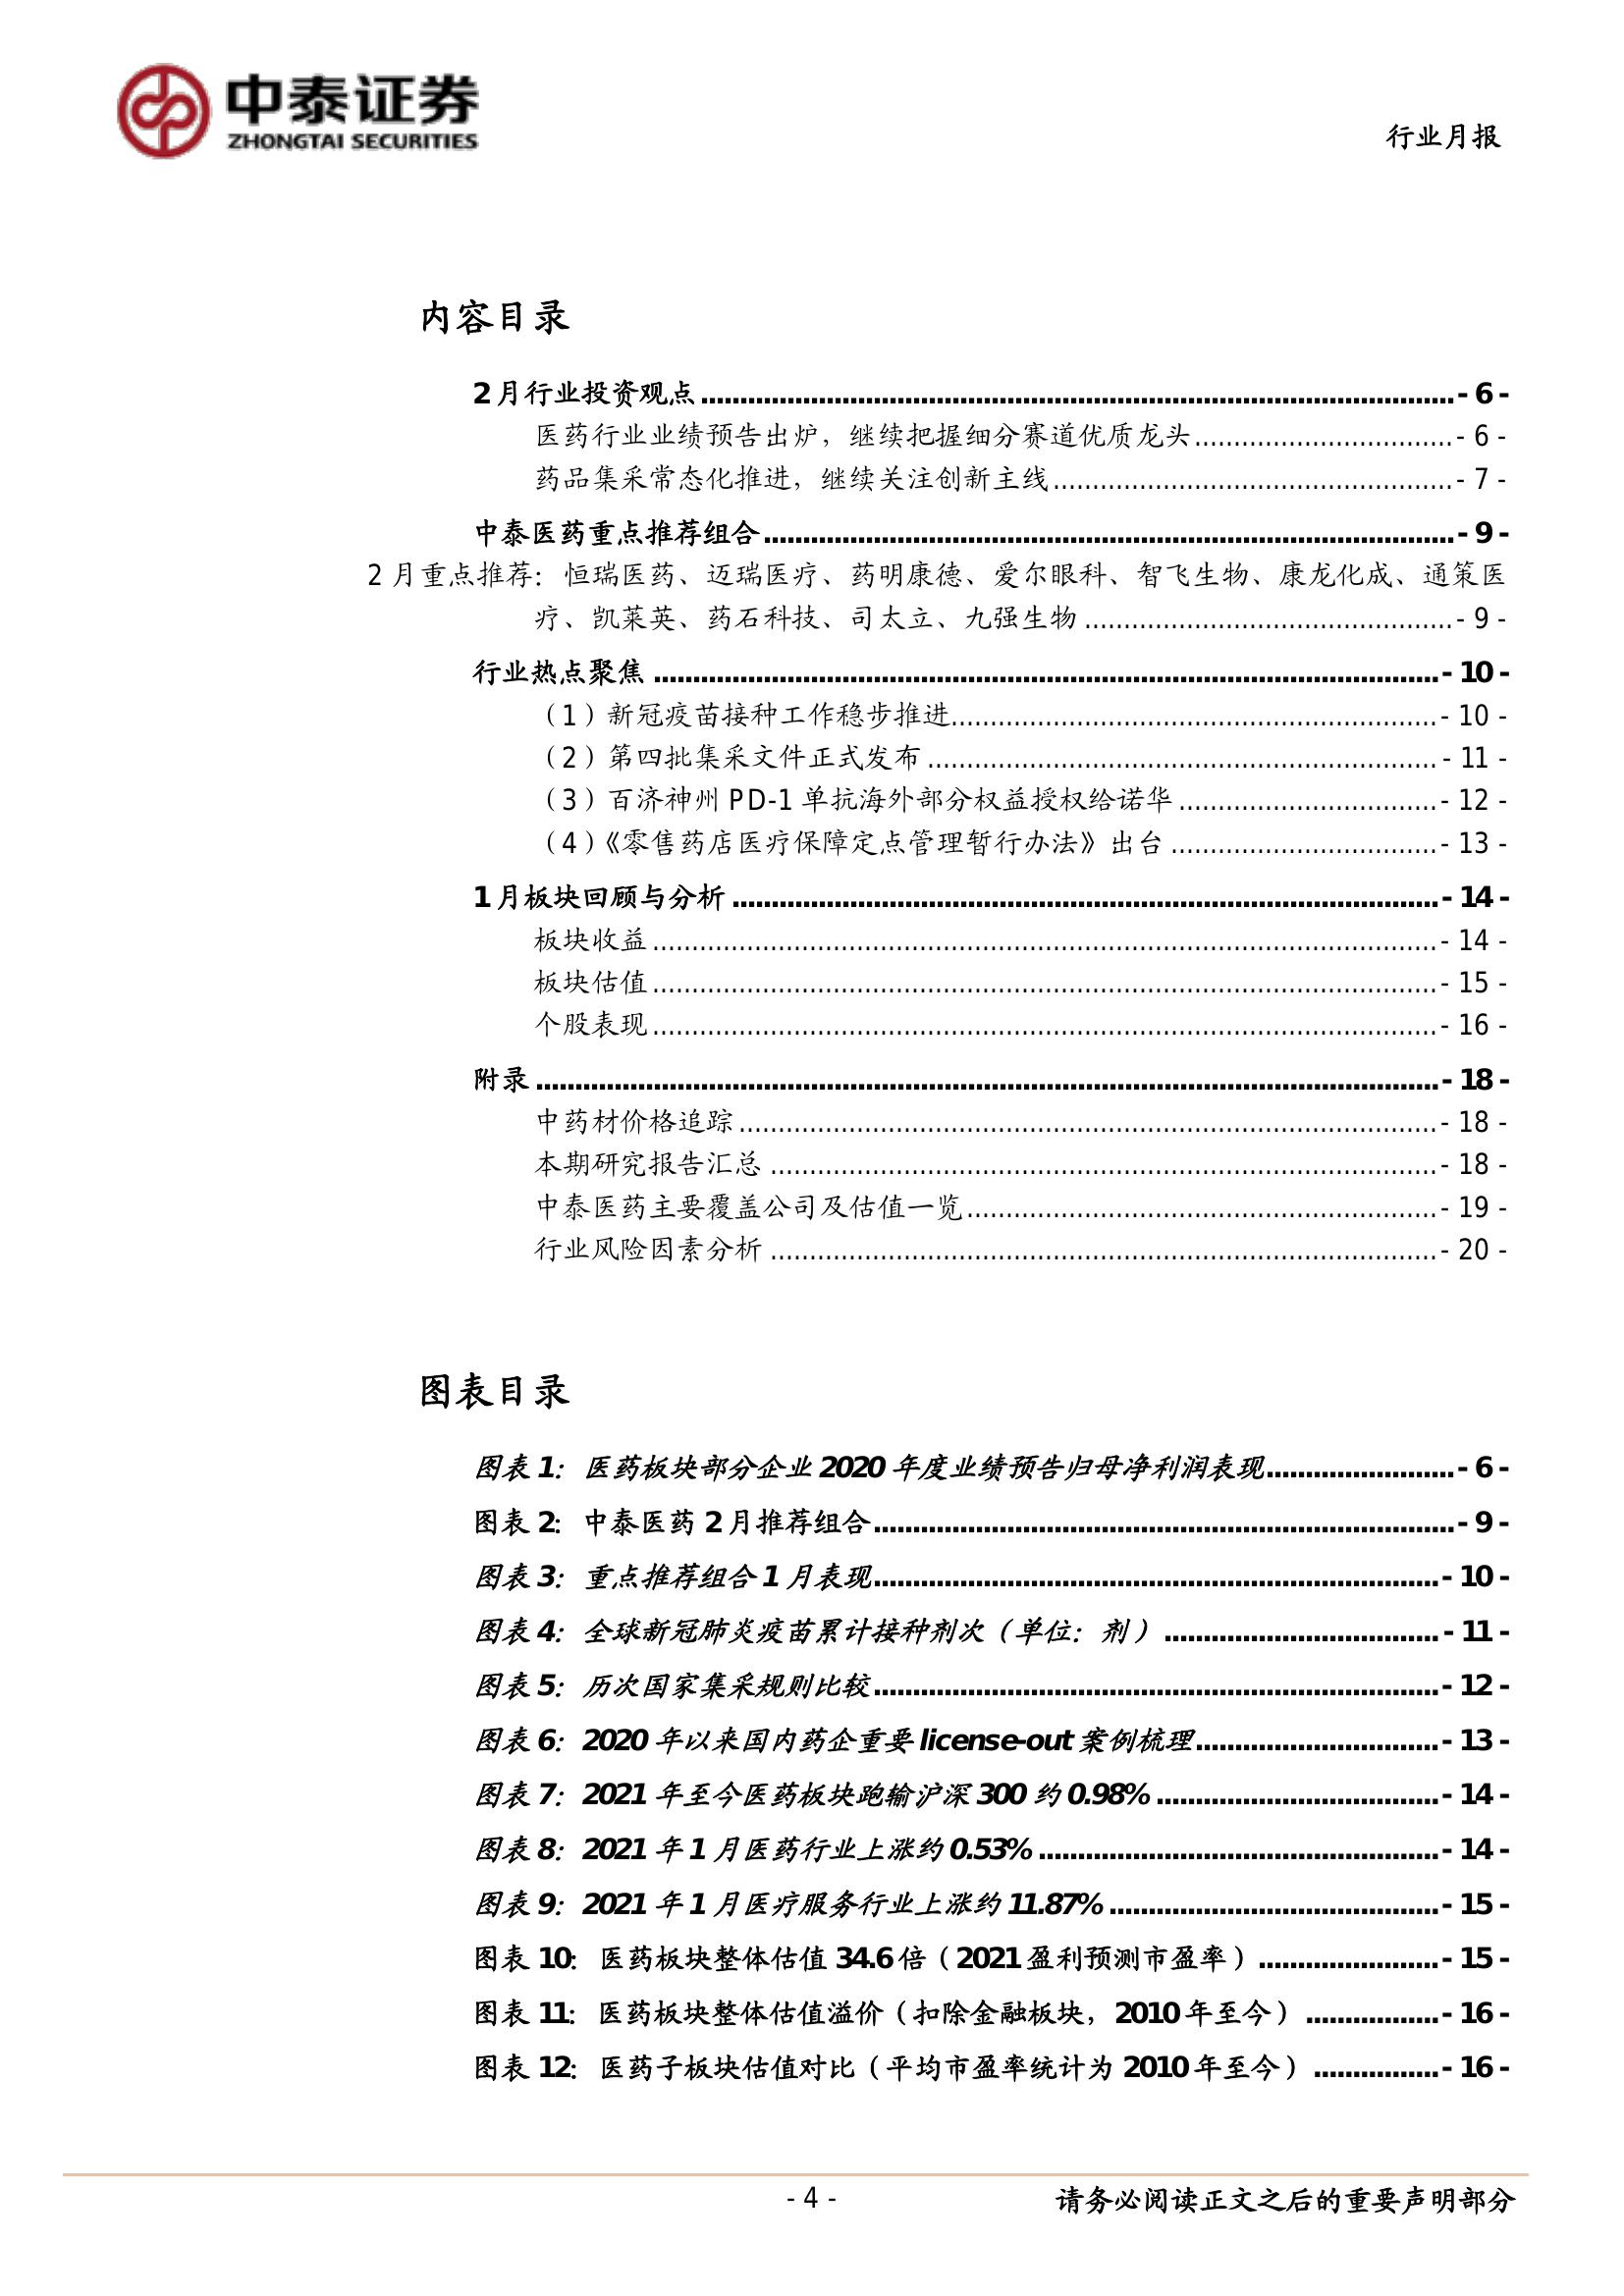 中泰证券
ZHONGTAI SECURITIES
行业月报
内容目录
2月行业投资观点................................................- 6 -
医药行业业绩预告出炉，继续把握细分赛道优质龙头................................- 6 -
药品集采常态化推进，继续关注创新主线................................- 7 -
中泰医药重点推荐组合................................- 9 -
2 月重点推荐：恒瑞医药、迈瑞医疗、药明康德、爱尔眼科、智飞生物、康龙化成、通策医
疗、凯莱英、药石科技、司太立、九强生物................................- 9 -
行业热点聚焦................................- 10 -
（1）新冠疫苗接种工作稳步推进................................- 10 -
（2）第四批集采文件正式发布................................- 11 -
（3）百济神州 PD-1 单抗海外部分权益授权给诺华................................- 12 -
（4）《零售药店医疗保障定点管理暂行办法》出台................................- 13 -
1月板块回顾与分析................................- 14 -
板块收益................................- 14 -
板块估值................................- 15 -
个股表现................................- 16 -
附录................................- 18 -
中药材价格追踪................................- 18 -
本期研究报告汇总................................- 18 -
中泰医药主要覆盖公司及估值一览................................- 19 -
行业风险因素分析................................- 20 -
图表目录
图表 1：医药板块部分企业 2020 年度业绩预告归母净利润表现........................- 6 -
图表 2：中泰医药 2 月推荐组合................................- 9 -
图表 3：重点推荐组合 1 月表现................................- 10 -
图表 4：全球新冠肺炎疫苗累计接种剂次（单位：剂）................................- 11 -
图表 5：历次国家集采规则比较................................- 12 -
图表 6：2020 年以来国内药企重要 license-out 案例梳理................................- 13 -
图表 7：2021 年至今医药板块跑输沪深 300 约 0.98%................................- 14 -
图表 8：2021 年 1 月医药行业上涨约 0.53%................................- 14 -
图表 9：2021 年 1 月医疗服务行业上涨约 11.87%................................- 15 -
图表 10：医药板块整体估值 34.6 倍（2021 盈利预测市盈率）.......................- 15 -
图表 11：医药板块整体估值溢价（扣除金融板块，2010 年至今）.................- 16 -
图表 12：医药子板块估值对比（平均市盈率统计为 2010 年至今）................- 16 -
- 4 -
请务必阅读正文之后的重要声明部分